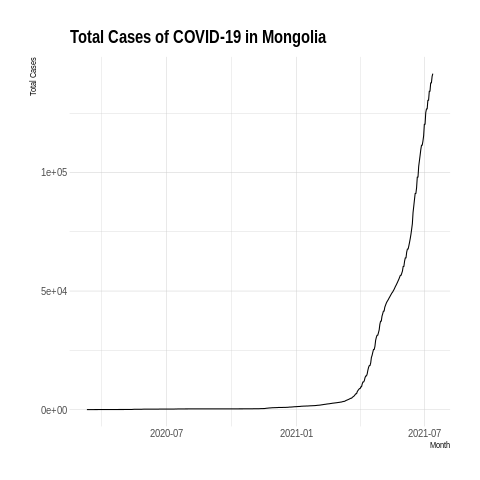 Total Cases of COVID-19 in Mongolia
Total Cases
1e+05
5e+04
0e+00
2020-07 2021-01 2021-07
Month